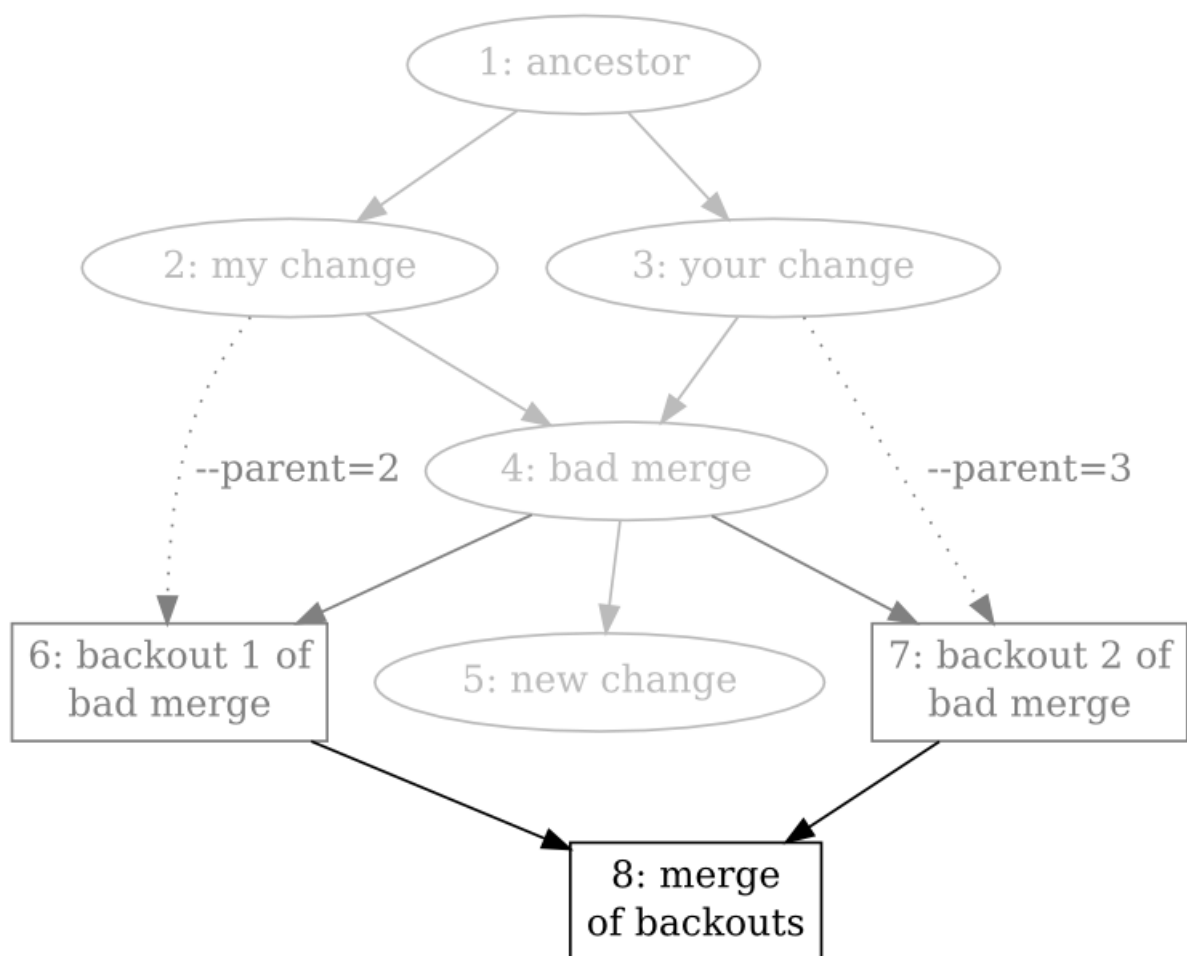 1: ancestor
2: my change
3: your change
--parent=2
4: bad merge
--parent=3
6: backout 1 of
bad merge
5: new change
7: backout 2 of
bad merge
8: merge
of backouts